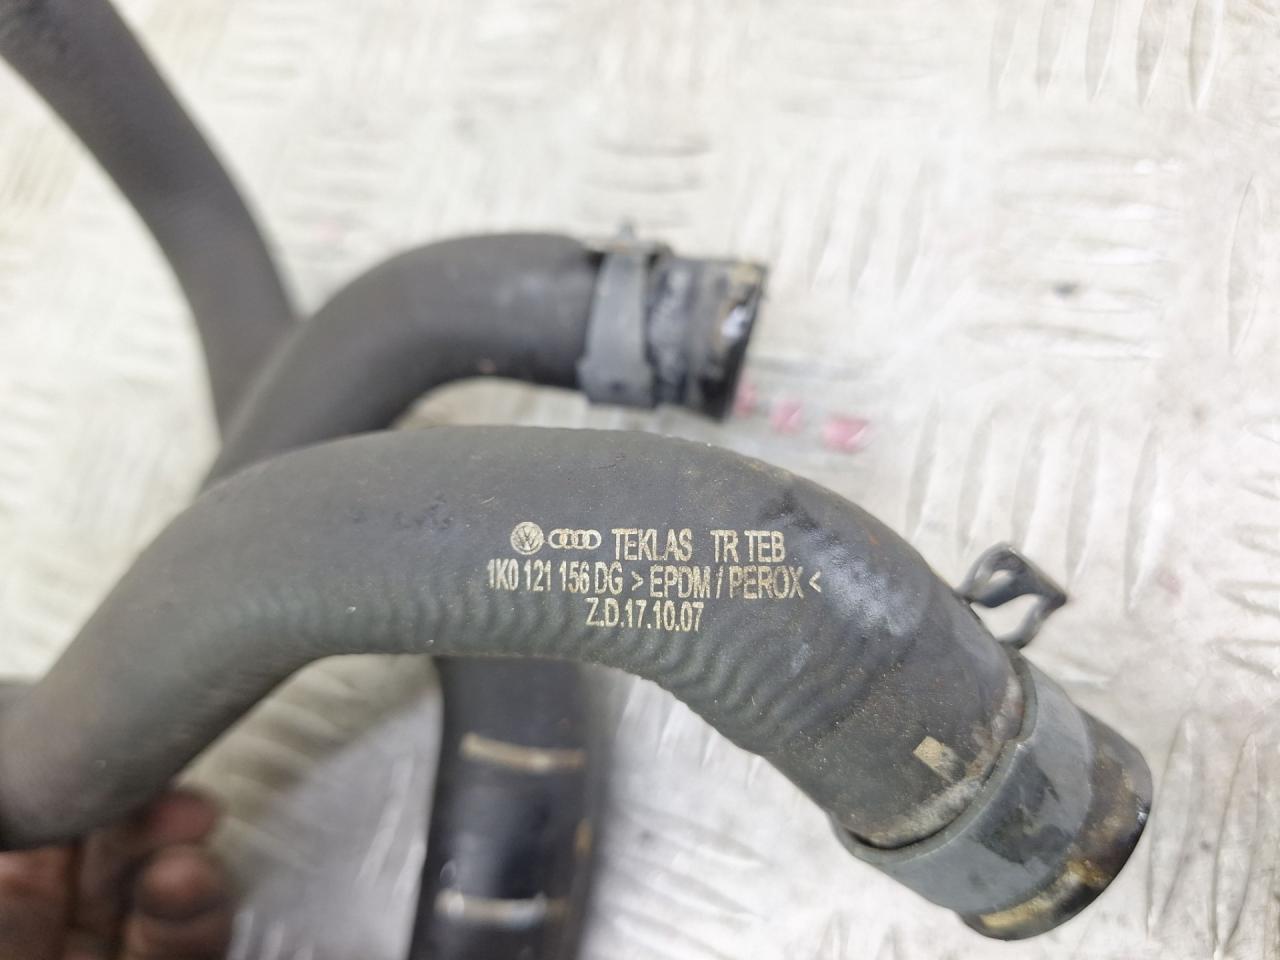 TEKLAS TR TEB
1K0 121 156 DG > EPDM / PEROX <
Z.D.17.10.07